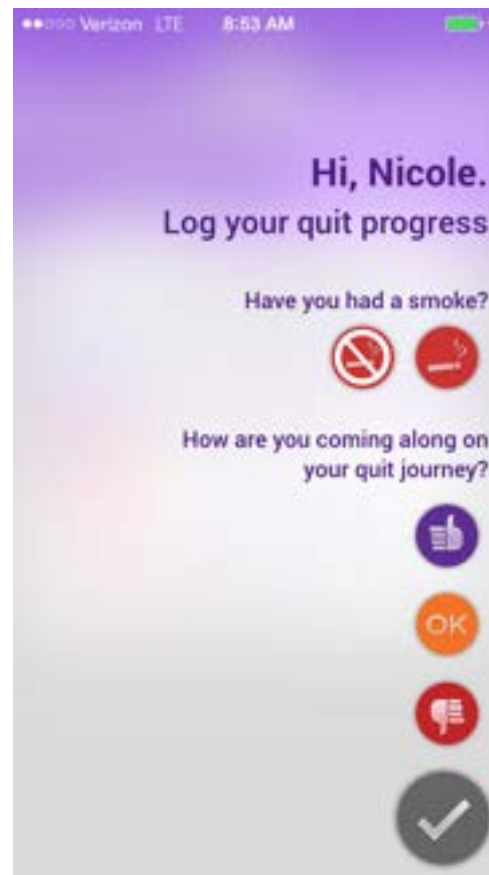 Verizon LTE 8:53 AM
Hi, Nicole.
Log your quit progress
Have you had a smoke?
How are you coming along on
your quit journey?
OK